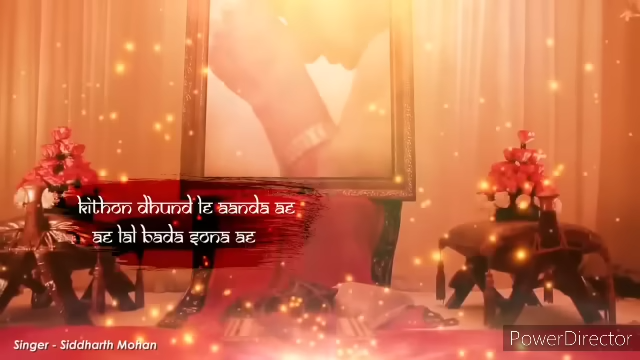 kithon dhund le aanda ae
ae lal bada sona ae
Singer - Siddharth Mohan
PowerDirector